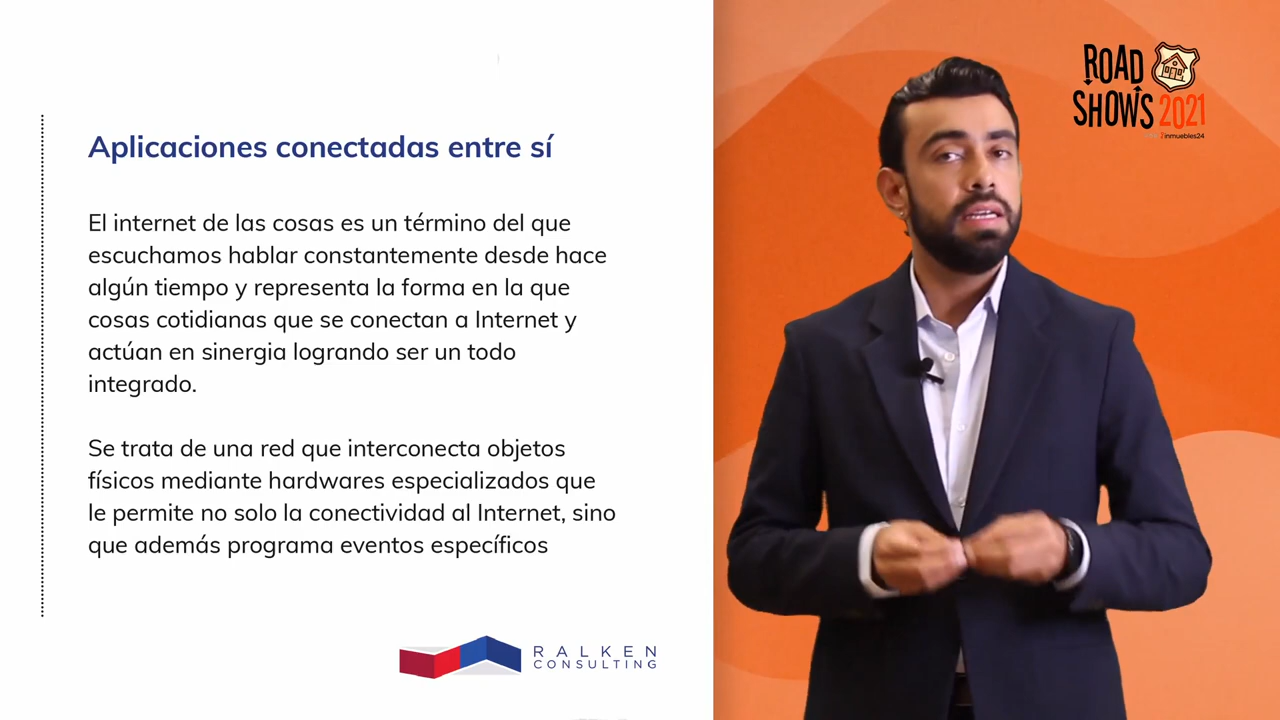 Aplicaciones conectadas entre sí
El internet de las cosas es un término del que
escuchamos hablar constantemente desde hace
algún tiempo y representa la forma en la que
cosas cotidianas que se conectan a Internet y
actúan en sinergia logrando ser un todo
integrado.
Se trata de una red que interconecta objetos
físicos mediante hardwares especializados que
le permite no solo la conectividad al Internet, sino
que además programa eventos específicos
RALKEN
CONSULTING
ROAD
SHOWS 2021
inmuebles24